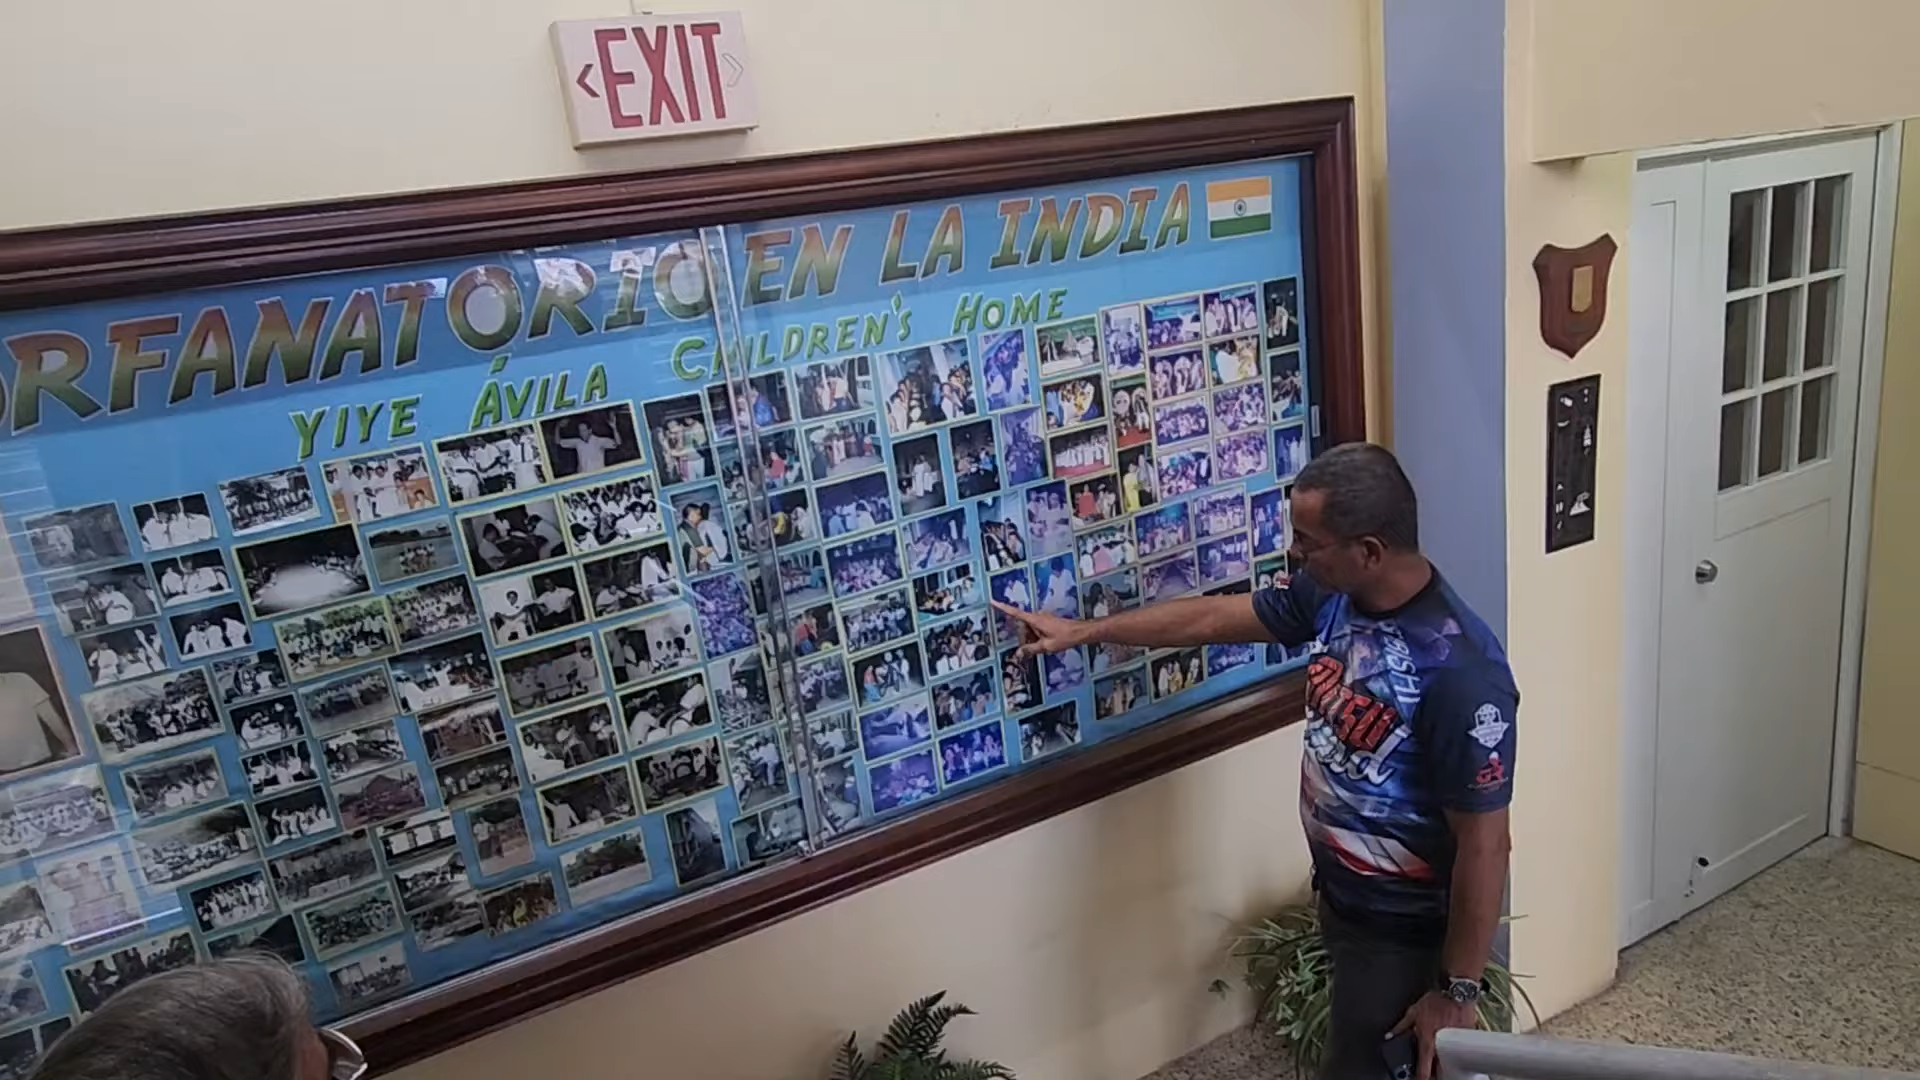 <EXIT
ORFANATORIO EN LA INDIA
YIYE ÁVILA CHILDREN'S HOME